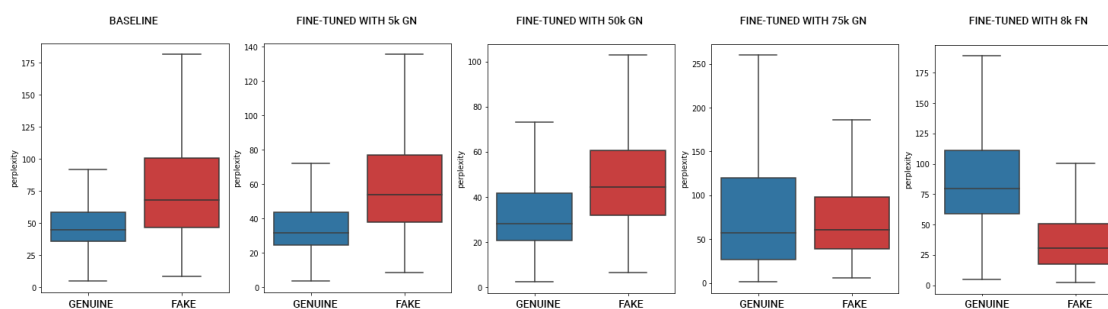 BASELINE
perplexity
175
150
125
100
75
50
25
0
GENUINE FAKE
FINE-TUNED WITH 5k GN
perplexity
140
120
100
80
60
40
20
0
GENUINE FAKE
FINE-TUNED WITH 50k GN
perplexity
100
80
60
40
20
0
GENUINE FAKE
FINE-TUNED WITH 75k GN
perplexity
250
200
150
100
50
0
GENUINE FAKE
FINE-TUNED WITH 8k FN
perplexity
175
150
125
100
75
50
25
0
GENUINE FAKE